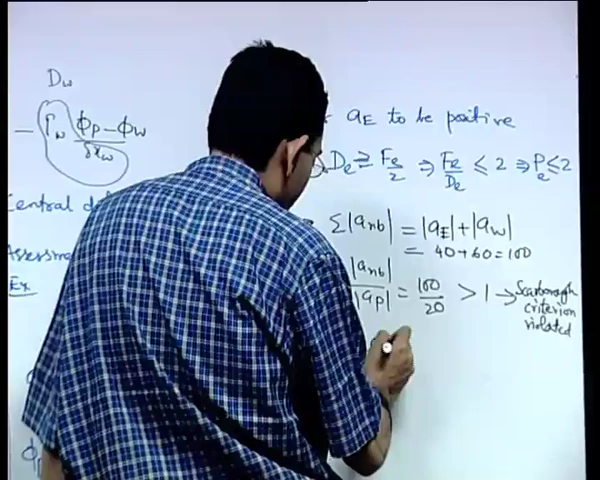 Dw
− Γw (ϕP−ϕW)/δxw
Central d
Assessm
Ex
aE to be positive
De ≥ Fe/2 ⇒ Fe/De ≤ 2 ⇒ Pe ≤ 2
Σ|anb| = |aE|+|aW|
= 40+60=100
|anb|/|aP| = 100/20 > 1 → Scarborough
criterion
violated